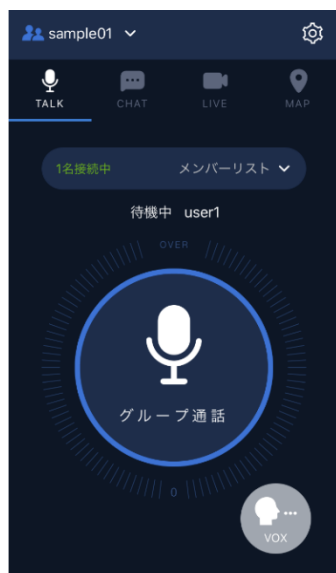 sample01
TALK CHAT LIVE MAP
1名接続中 メンバーリスト
待機中 user1
OVER
グループ通話
0
VOX